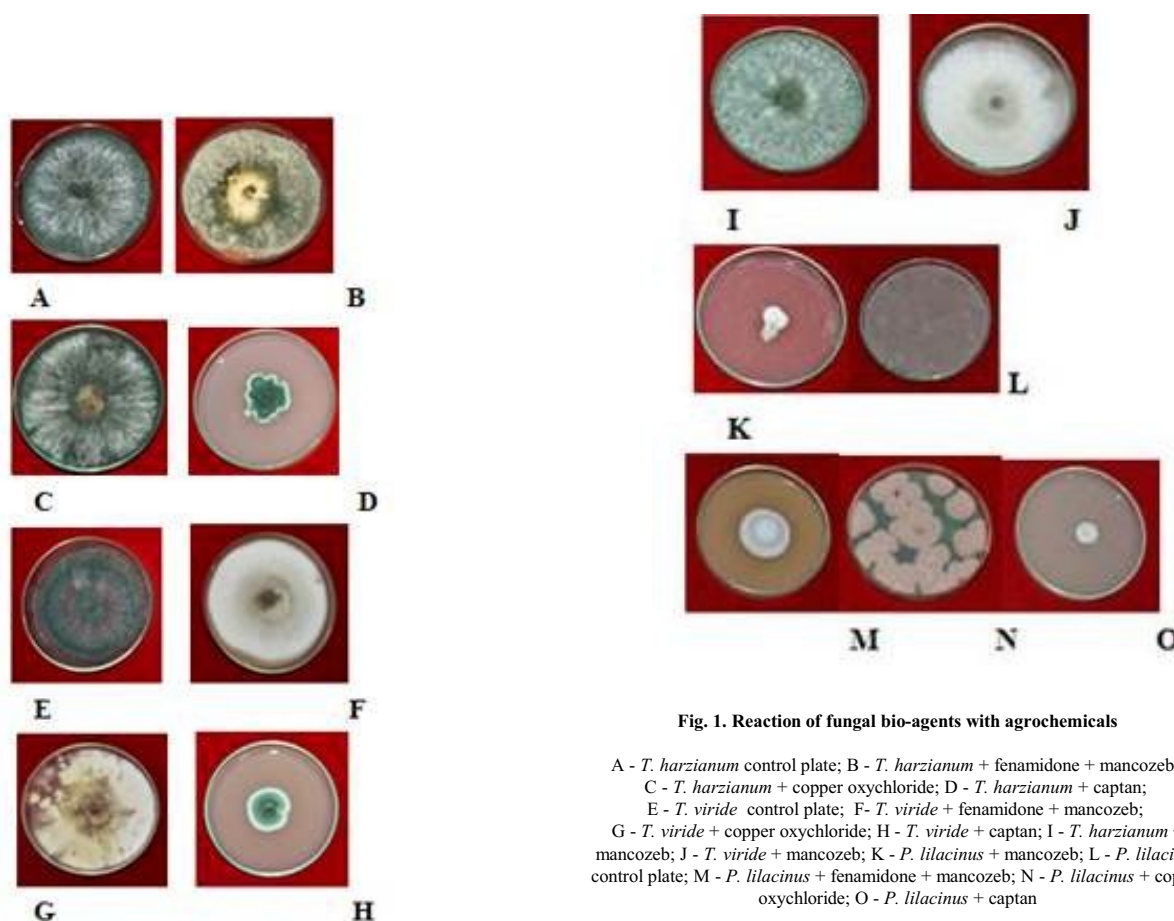 A
B
C
D
E
F
G
H
I
J
K
L
M
N
O
Fig. 1. Reaction of fungal bio-agents with agrochemicals
A - T. harzianum control plate; B - T. harzianum + fenamidone + mancozeb
C - T. harzianum + copper oxychloride; D - T. harzianum + captan;
E - T. viride control plate; F- T. viride + fenamidone + mancozeb;
G - T. viride + copper oxychloride; H - T. viride + captan; I - T. harzianum
mancozeb; J - T. viride + mancozeb; K - P. lilacinus + mancozeb; L - P.
control plate; M - P. lilacinus + fenamidone + mancozeb; N - P. lilacinus +
oxychloride; O - P. lilacinus + captan